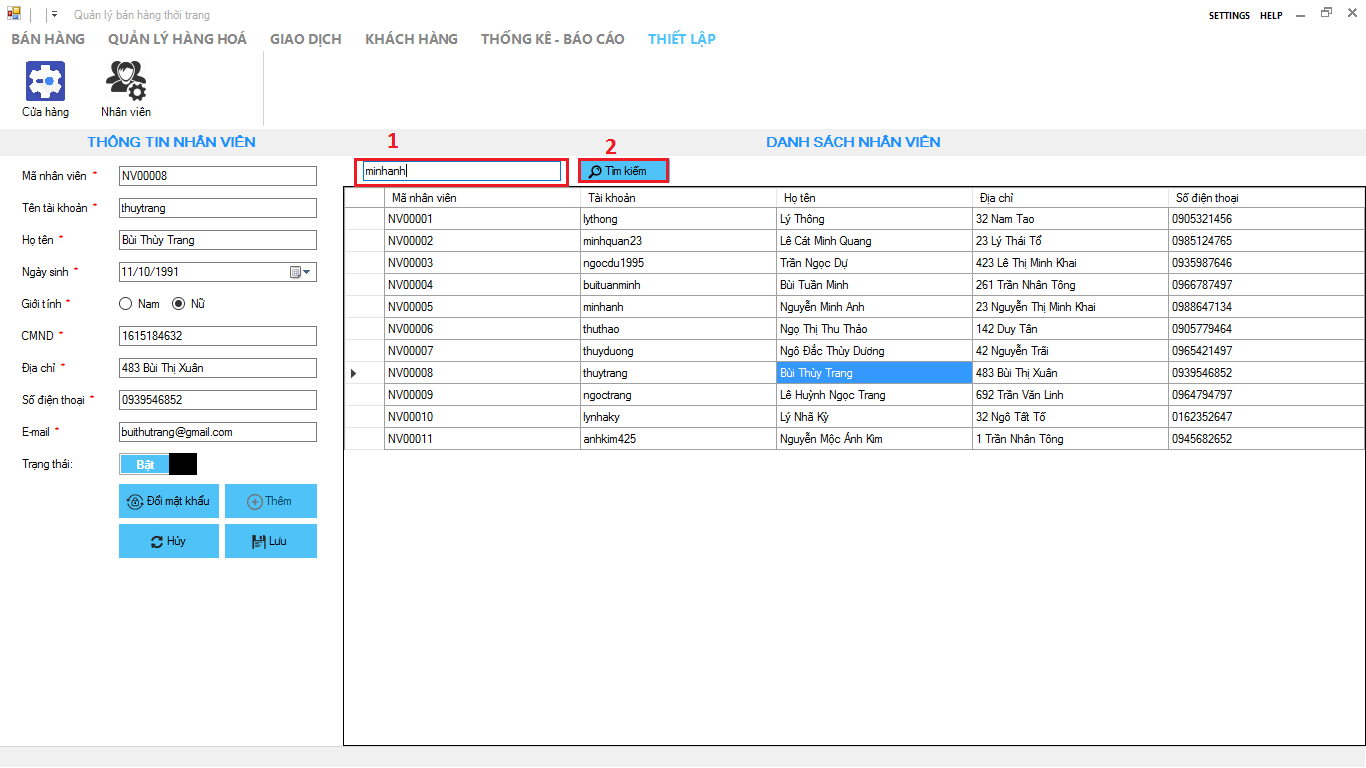 Quản lý bán hàng thời trang
SETTINGS HELP
BÁN HÀNG QUẢN LÝ HÀNG HOÁ GIAO DỊCH KHÁCH HÀNG THỐNG KÊ - BÁO CÁO THIẾT LẬP
Cửa hàng Nhân viên
THÔNG TIN NHÂN VIÊN
Mã nhân viên * NV00008
Tên tài khoản * thuytrang
Họ tên * Bùi Thùy Trang
Ngày sinh * 11/10/1991
Giới tính * Nam Nữ
CMND * 1615184632
Địa chỉ * 483 Bùi Thị Xuân
Số điện thoại * 0939546852
E-mail * buithutrang@gmail.com
Trạng thái: Bật
Đổi mật khẩu Thêm
Hủy Lưu
DANH SÁCH NHÂN VIÊN
1 2
minhanh Tìm kiếm
Mã nhân viên Tài khoản Họ tên Địa chỉ Số điện thoại
NV00001 lythong Lý Thông 32 Nam Tao 0905321456
NV00002 minhquan23 Lê Cát Minh Quang 23 Lý Thái Tổ 0985124765
NV00003 ngocdu1995 Trần Ngọc Dự 423 Lê Thị Minh Khai 0935987646
NV00004 buituanminh Bùi Tuần Minh 261 Trần Nhân Tông 0966787497
NV00005 minhanh Nguyễn Minh Anh 23 Nguyễn Thị Minh Khai 0988647134
NV00006 thuthao Ngọ Thị Thu Thảo 142 Duy Tân 0905779464
NV00007 thuyduong Ngô Đắc Thùy Dương 42 Nguyễn Trãi 0965421497
NV00008 thuytrang Bùi Thùy Trang 483 Bùi Thị Xuân 0939546852
NV00009 ngoctrang Lê Huỳnh Ngọc Trang 692 Trần Văn Linh 0964794797
NV00010 lynhaky Lý Nhã Kỳ 32 Ngô Tất Tố 0162352647
NV00011 anhkim425 Nguyễn Mộc Ánh Kim 1 Trần Nhân Tông 0945682652